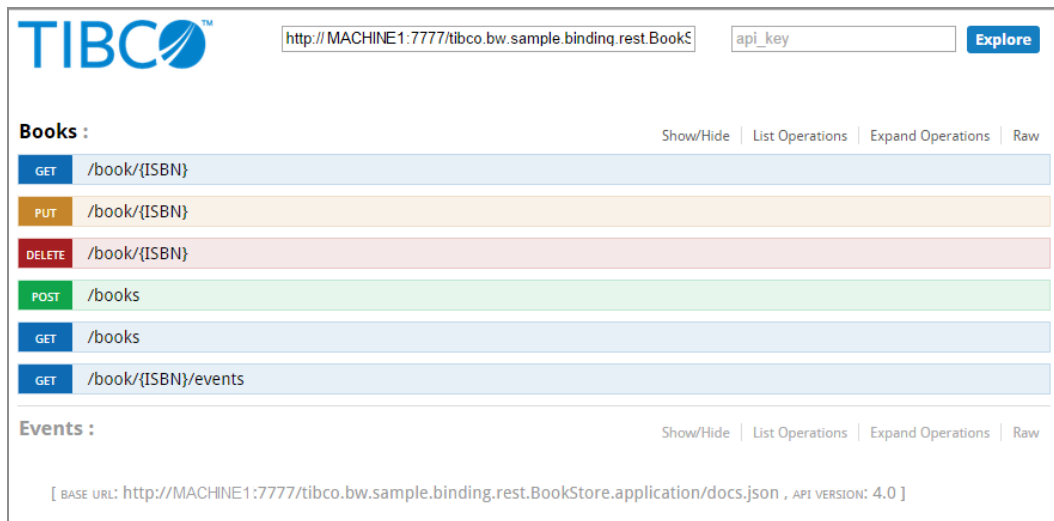 TIBCO™ http:// MACHINE1:7777/tibco.bw.sample.binding.rest.BookS api_key Explore
Books : Show/Hide List Operations Expand Operations Raw
GET /book/{ISBN}
PUT /book/{ISBN}
DELETE /book/{ISBN}
POST /books
GET /books
GET /book/{ISBN}/events
Events : Show/Hide List Operations Expand Operations Raw
[ BASE URL: http://MACHINE1:7777/tibco.bw.sample.binding.rest.BookStore.application/docs.json , API VERSION: 4.0 ]